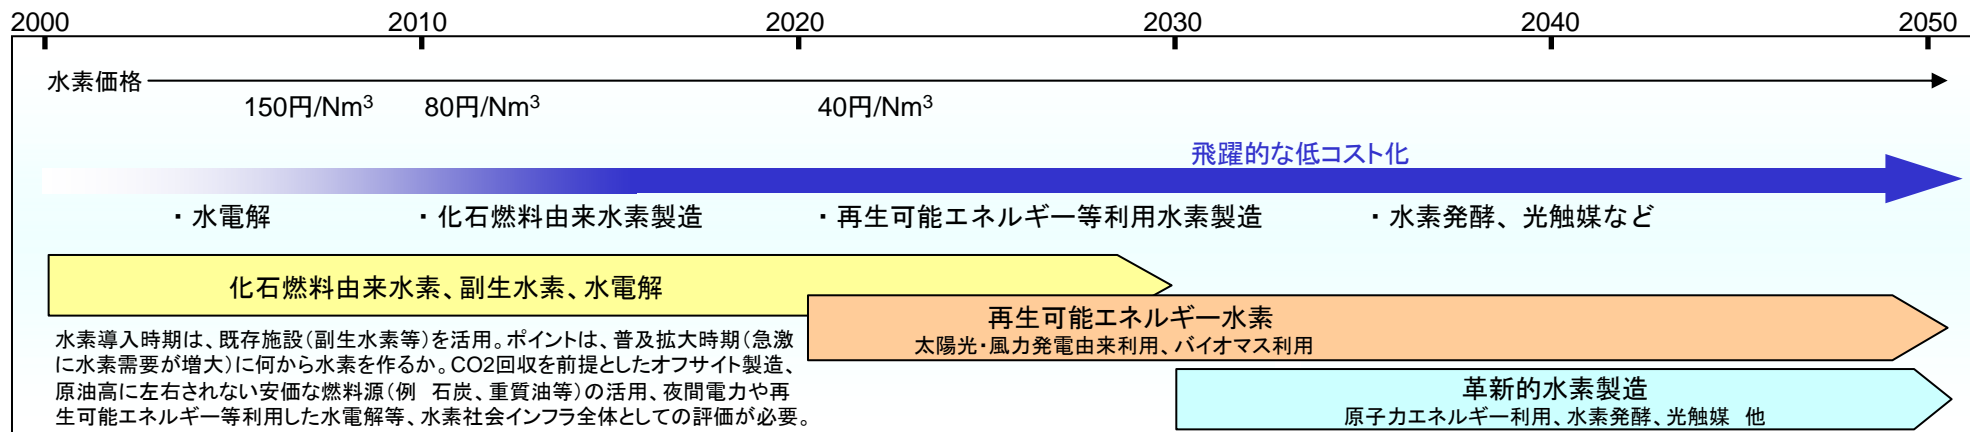 2000 2010 2020 2030 2040 2050
水素価格
150円/Nm³ 80円/Nm³ 40円/Nm³
飛躍的な低コスト化
・水電解 ・化石燃料由来水素製造 ・再生可能エネルギー等利用水素製造 ・水素発酵、光触媒など
化石燃料由来水素、副生水素、水電解
再生可能エネルギー水素
太陽光・風力発電由来利用、バイオマス利用
水素導入時期は、既存施設(副生水素等)を活用。ポイントは、普及拡大時期(急激
に水素需要が増大)に何から水素を作るか。CO2回収を前提としたオフサイト製造、
原油高に左右されない安価な燃料源(例 石炭、重質油等)の活用、夜間電力や再
生可能エネルギー等利用した水電解等、水素社会インフラ全体としての評価が必要。
革新的水素製造
原子力エネルギー利用、水素発酵、光触媒 他